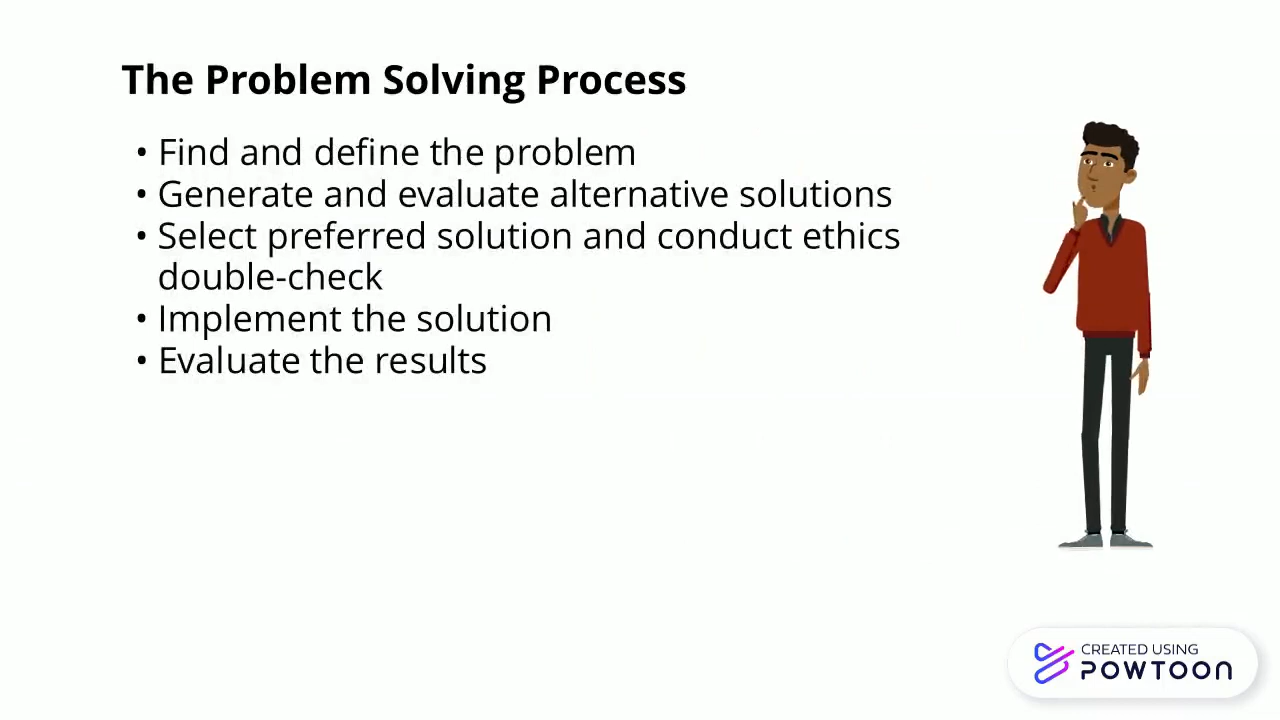 The Problem Solving Process
• Find and define the problem
• Generate and evaluate alternative solutions
• Select preferred solution and conduct ethics
double-check
• Implement the solution
• Evaluate the results
CREATED USING
POWTOON